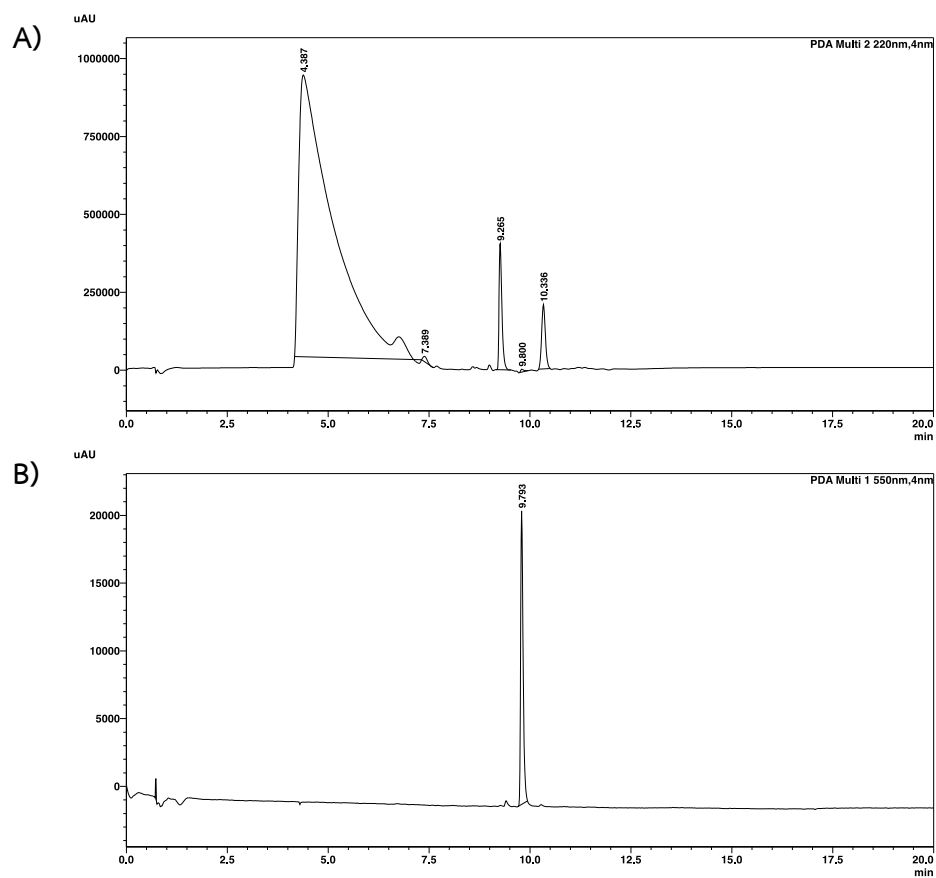 A)
uAU
PDA Multi 2 220nm,4nm
1000000
750000
500000
250000
0
4.387
7.389
9.265
9.800
10.336
0.0 2.5 5.0 7.5 10.0 12.5 15.0 17.5 20.0
min
B)
uAU
PDA Multi 1 550nm,4nm
20000
15000
10000
5000
0
9.793
0.0 2.5 5.0 7.5 10.0 12.5 15.0 17.5 20.0
min